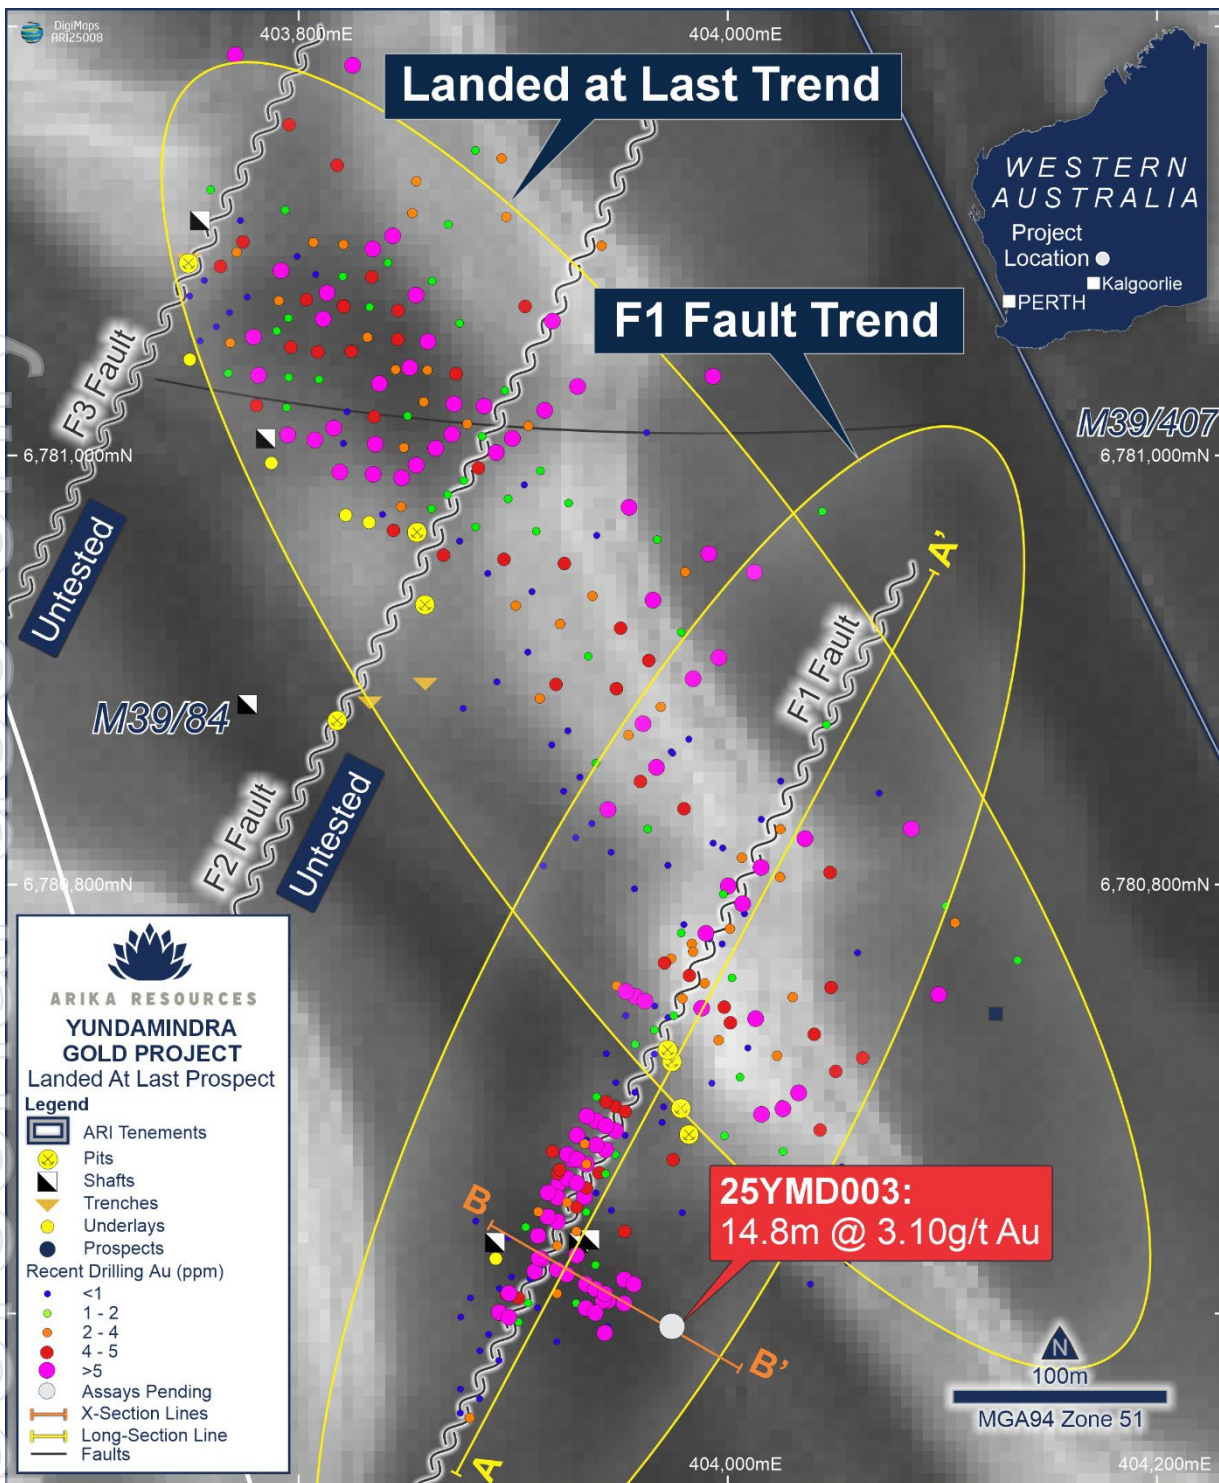 DigiMaps
ARI25008
403,800mE
404,000mE
Landed at Last Trend
WESTERN
AUSTRALIA
Project
Location
Kalgoorlie
PERTH
F1 Fault Trend
F3 Fault
M39/407
6,781,000mN
6,781,000mN
A'
Untested
F1 Fault
M39/84
F2 Fault
Untested
6,780,800mN
6,780,800mN
ARIKA RESOURCES
YUNDAMINDRA
GOLD PROJECT
Landed At Last Prospect
Legend
ARI Tenements
Pits
Shafts
Trenches
Underlays
Prospects
Recent Drilling Au (ppm)
<1
1 - 2
2 - 4
4 - 5
>5
Assays Pending
X-Section Lines
Long-Section Line
Faults
B
25YMD003:
14.8m @ 3.10g/t Au
B'
N
100m
MGA94 Zone 51
A
404,000mE
404,200mE